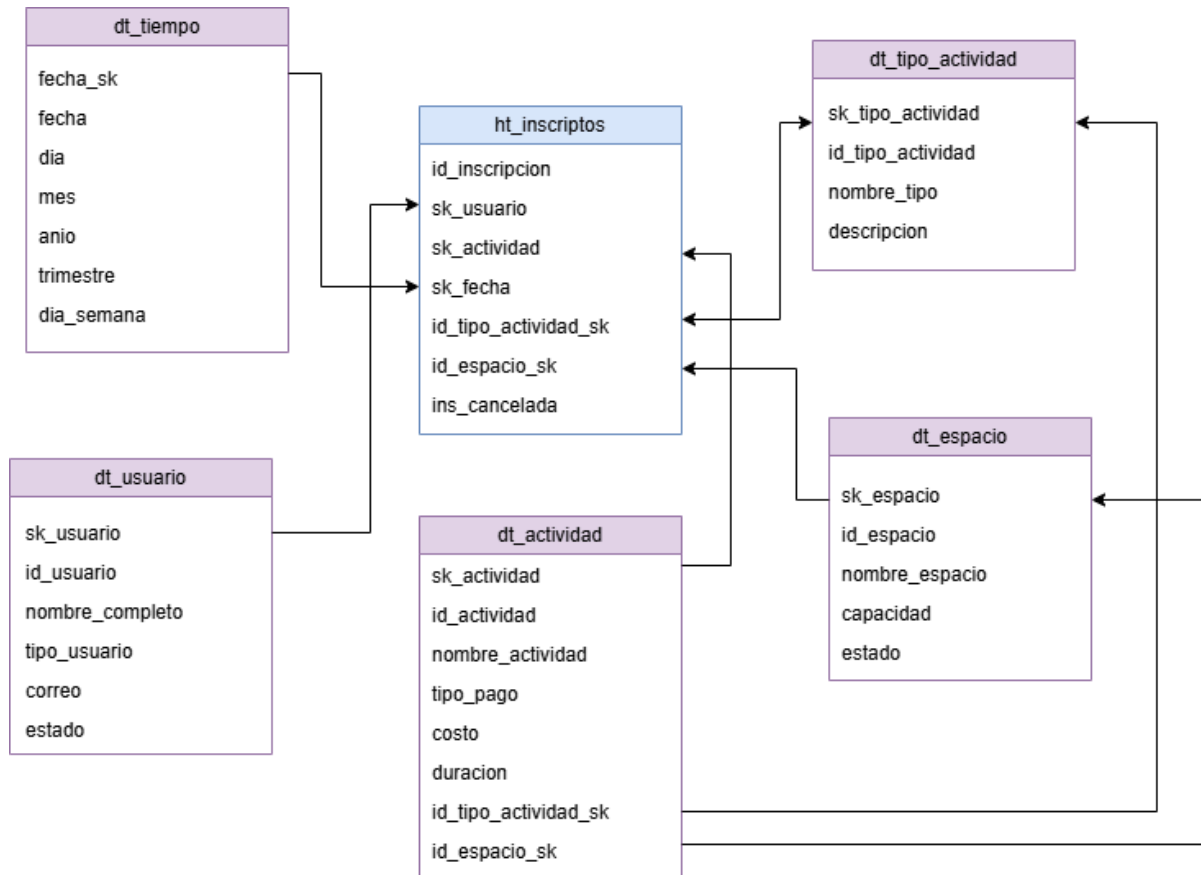 dt_tiempo
fecha_sk
fecha
dia
mes
anio
trimestre
dia_semana
ht_inscriptos
id_inscripcion
sk_usuario
sk_actividad
sk_fecha
id_tipo_actividad_sk
id_espacio_sk
ins_cancelada
dt_tipo_actividad
sk_tipo_actividad
id_tipo_actividad
nombre_tipo
descripcion
dt_usuario
sk_usuario
id_usuario
nombre_completo
tipo_usuario
correo
estado
dt_actividad
sk_actividad
id_actividad
nombre_actividad
tipo_pago
costo
duracion
id_tipo_actividad_sk
id_espacio_sk
dt_espacio
sk_espacio
id_espacio
nombre_espacio
capacidad
estado